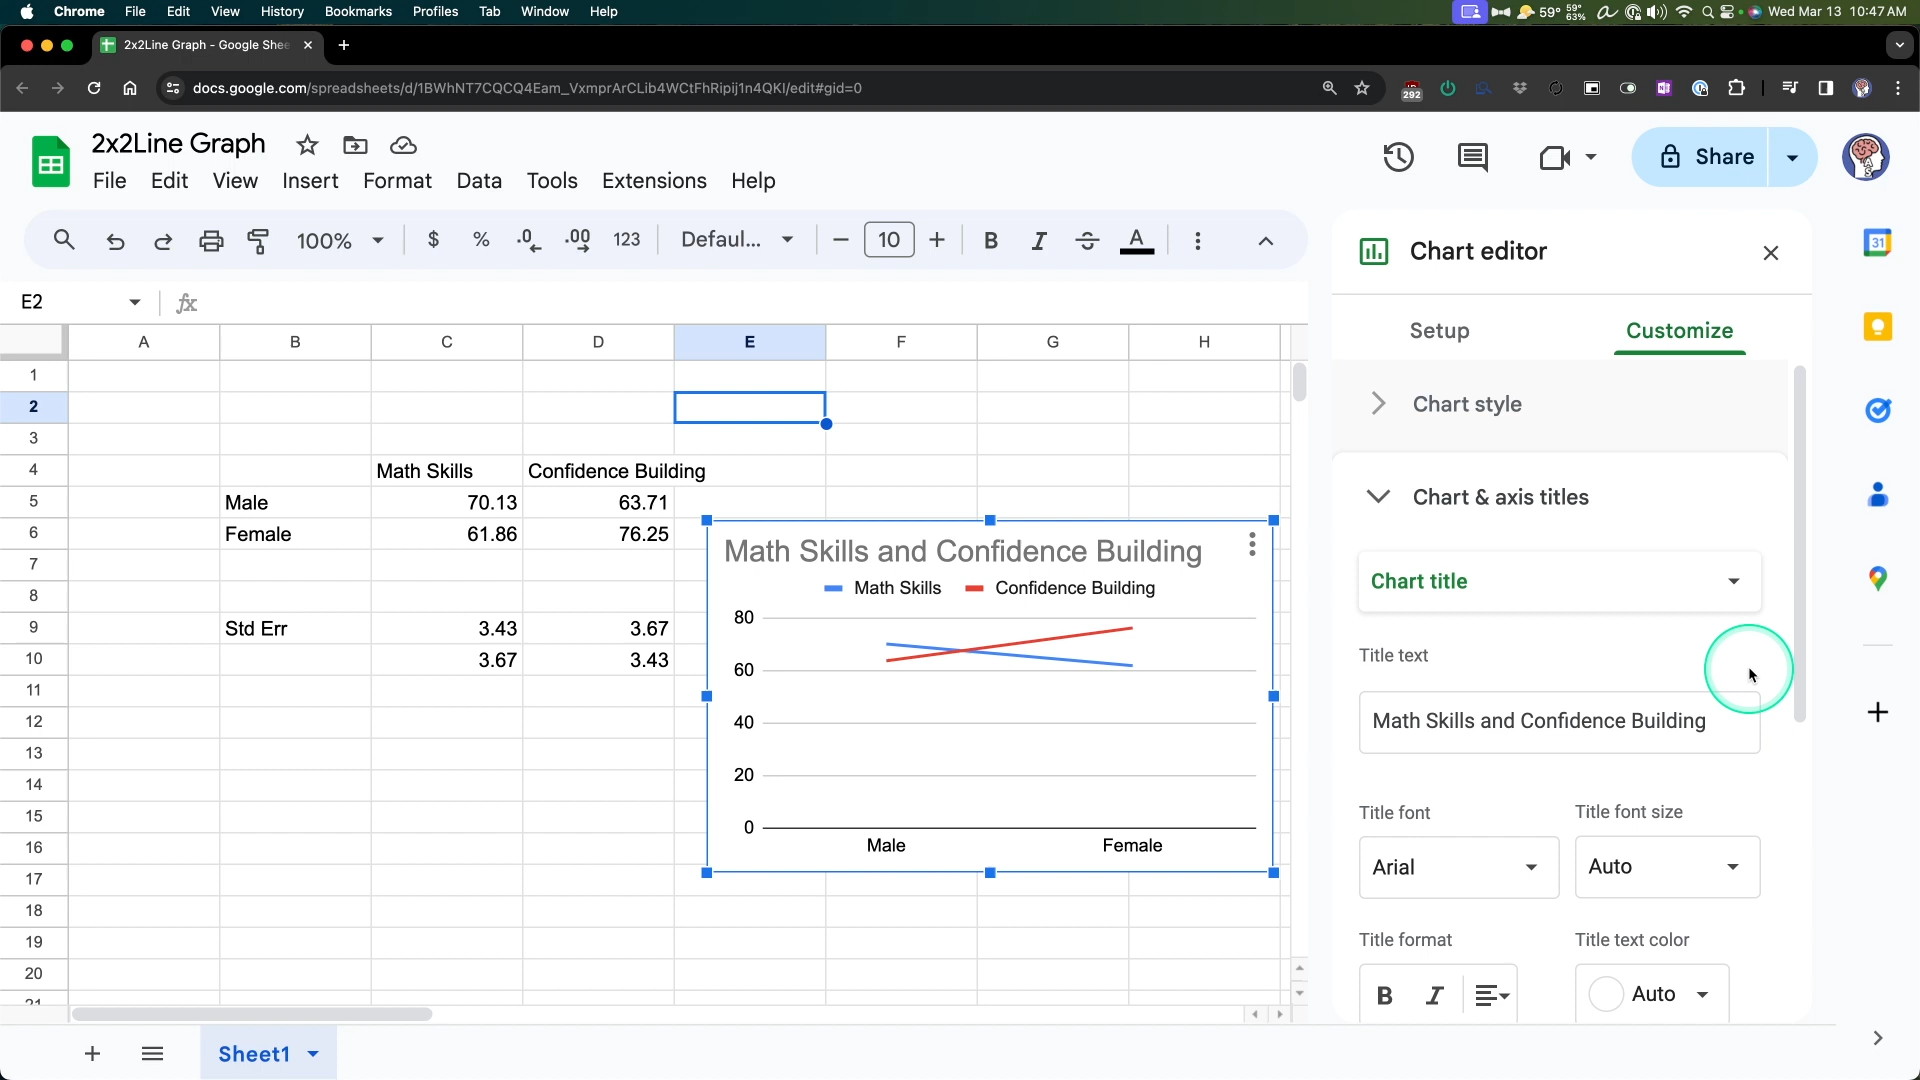 Chrome File Edit View History Bookmarks Profiles Tab Window Help
59° 59° 63% Wed Mar 13 10:47 AM
2x2Line Graph - Google Shee
docs.google.com/spreadsheets/d/1BWhNT7CQCQ4Eam_VxmprArCLib4WCtFhRipij1n4QKI/edit#gid=0
292
2x2Line Graph
File Edit View Insert Format Data Tools Extensions Help
Share
100% $ % .0 .00 123 Defaul... 10 B I A
Chart editor
31
E2 fx
Setup Customize
A B C D E F G H
1
2
3
4 Math Skills Confidence Building
5 Male 70.13 63.71
6 Female 61.86 76.25
7
8
9 Std Err 3.43 3.67
10 3.67 3.43
11
12
13
14
15
16
17
18
19
20
21
Math Skills and Confidence Building
Math Skills Confidence Building
80
60
40
20
0
Male Female
Chart style
Chart & axis titles
Chart title
Title text
Math Skills and Confidence Building
Title font Title font size
Arial Auto
Title format Title text color
B I Auto
Sheet1